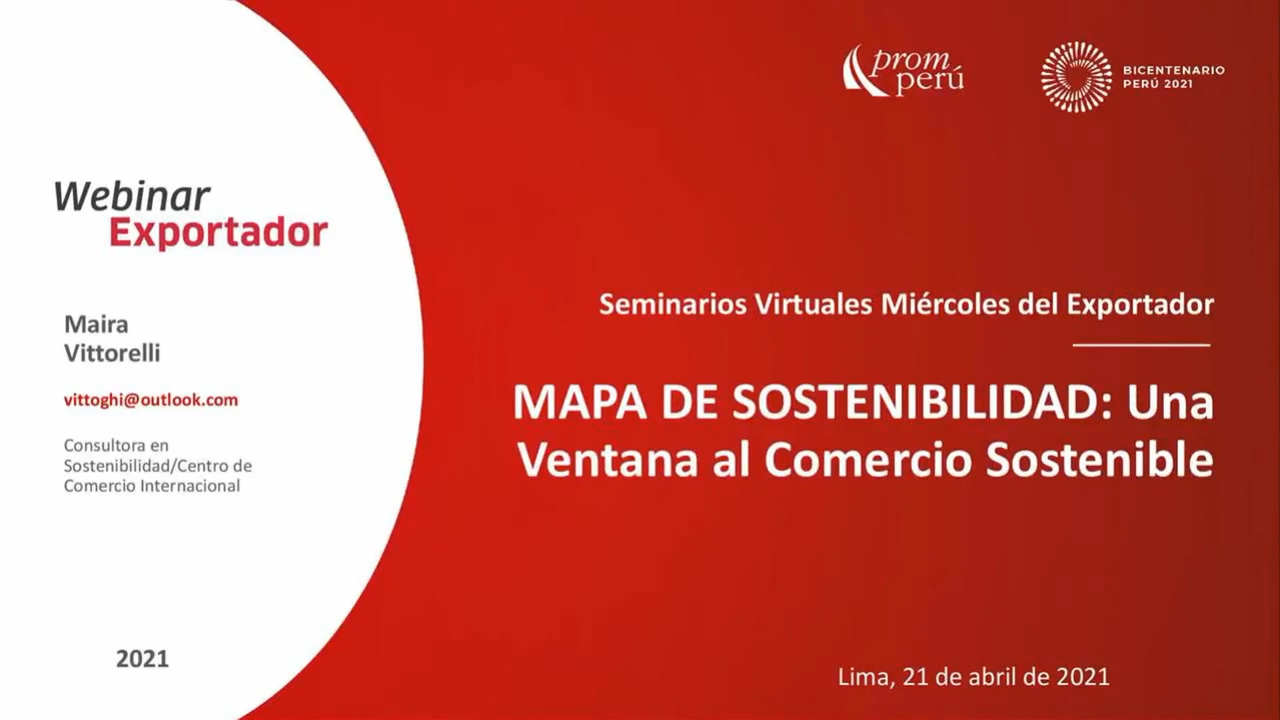 prom
perú
BICENTENARIO
PERÚ 2021
Webinar
Exportador
Maira
Vittorelli
vittoghi@outlook.com
Consultora en
Sostenibilidad/Centro de
Comercio Internacional
2021
Seminarios Virtuales Miércoles del Exportador
MAPA DE SOSTENIBILIDAD: Una
Ventana al Comercio Sostenible
Lima, 21 de abril de 2021